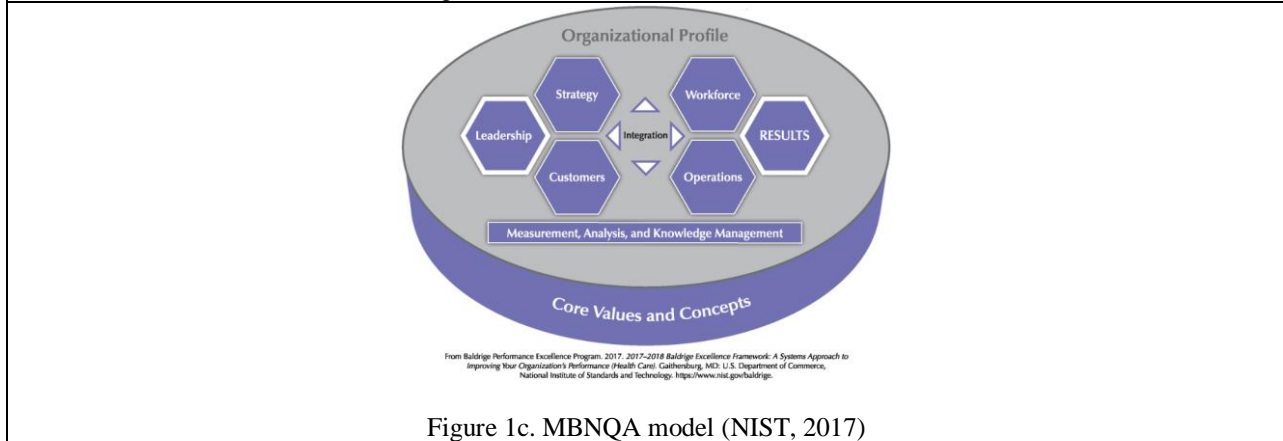 Organizational Profile
Strategy
Workforce
Leadership
Integration
RESULTS
Customers
Operations
Measurement, Analysis, and Knowledge Management
Core Values and Concepts
From Baldrige Performance Excellence Program. 2017. 2017–2018 Baldrige Excellence Framework: A Systems Approach to
Improving Your Organization's Performance (Health Care). Gaithersburg, MD: U.S. Department of Commerce,
National Institute of Standards and Technology. https://www.nist.gov/baldrige.
Figure 1c. MBNQA model (NIST, 2017)